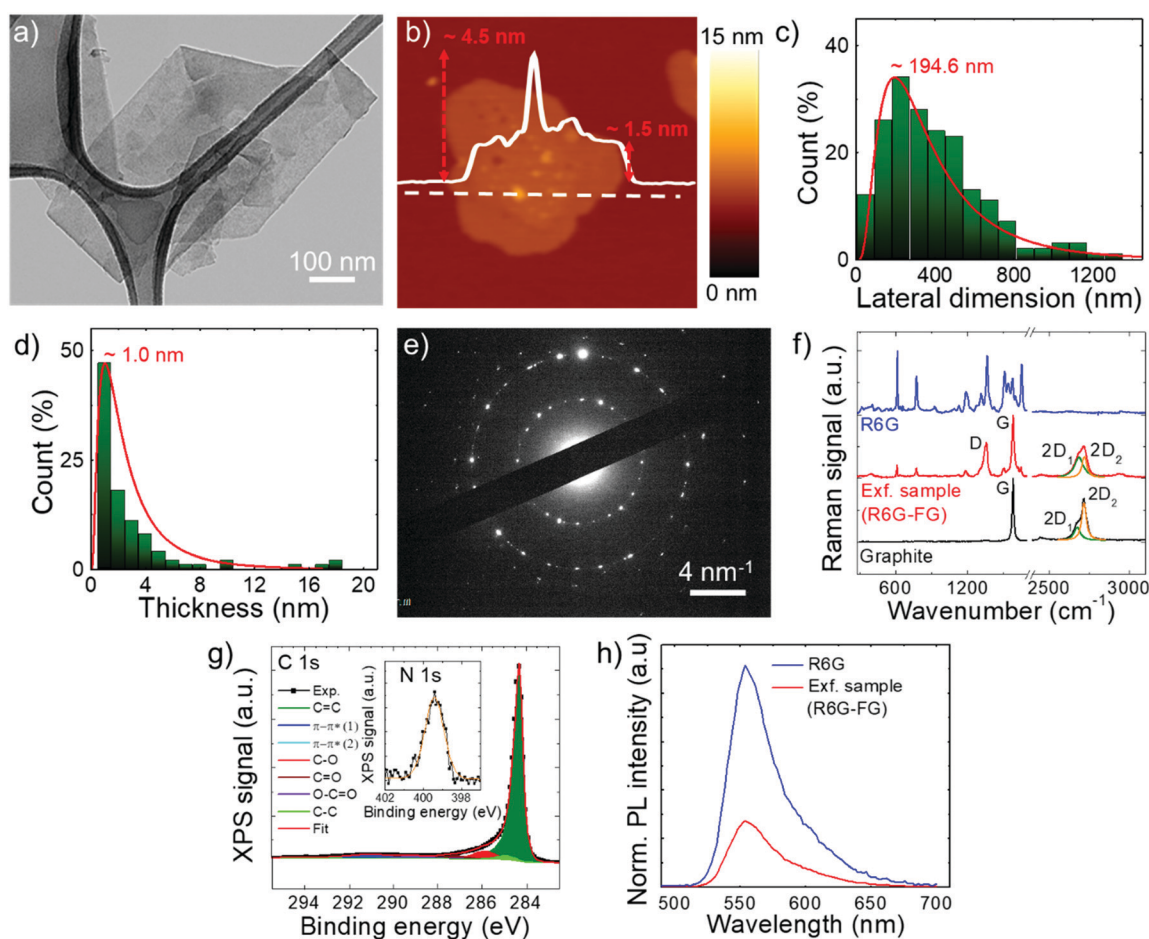 a)
100 nm
b)
~ 4.5 nm
~ 1.5 nm
15 nm
0 nm
c)
Count (%)
40
20
0
~ 194.6 nm
0 400 800 1200
Lateral dimension (nm)
d)
Count (%)
50
25
0
~ 1.0 nm
0 4 8 12 16 20
Thickness (nm)
e)
4 nm⁻¹
f)
Raman signal (a.u.)
R6G
D
G
2D₁ 2D₂
Exf. sample
(R6G-FG)
G
2D₁ 2D₂
Graphite
600 1200 2500 3000
Wavenumber (cm⁻¹)
g)
XPS signal (a.u.)
C 1s
Exp.
C=C
π−π* (1)
π−π* (2)
C-O
C=O
O-C=O
C-C
Fit
N 1s
XPS signal (a.u.)
402 400 398
Binding energy (eV)
294 292 290 288 286 284
Binding energy (eV)
h)
Norm. PL intensity (a.u)
R6G
Exf. sample
(R6G-FG)
500 550 600 650 700
Wavelength (nm)